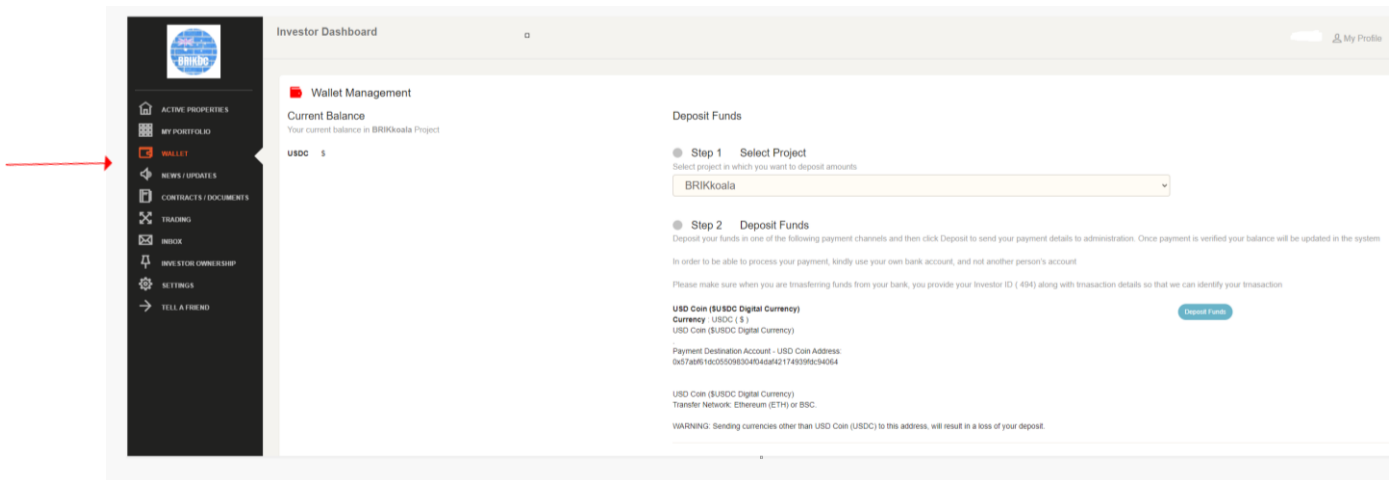 BRIKDC
Investor Dashboard
My Profile
ACTIVE PROPERTIES
MY PORTFOLIO
WALLET
NEWS / UPDATES
CONTRACTS / DOCUMENTS
TRADING
INBOX
INVESTOR OWNERSHIP
SETTINGS
TELL A FRIEND
Wallet Management
Current Balance
Your current balance in BRIKkoala Project
USDC $
Deposit Funds
Step 1 Select Project
Select project in which you want to deposit amounts
BRIKkoala
Step 2 Deposit Funds
Deposit your funds in one of the following payment channels and then click Deposit to send your payment details to administration. Once payment is verified your balance will be updated in the system
In order to be able to process your payment, kindly use your own bank account, and not another person's account
Please make sure when you are trnasferring funds from your bank, you provide your Investor ID ( 494) along with trnasaction details so that we can identify your trnasaction
USD Coin ($USDC Digital Currency)
Currency : USDC ( $ )
USD Coin ($USDC Digital Currency)
.
Payment Destination Account - USD Coin Address:
Deposit Funds
USD Coin ($USDC Digital Currency)
Transfer Network: Ethereum (ETH) or BSC.
WARNING: Sending currencies other than USD Coin (USDC) to this address, will result in a loss of your deposit.